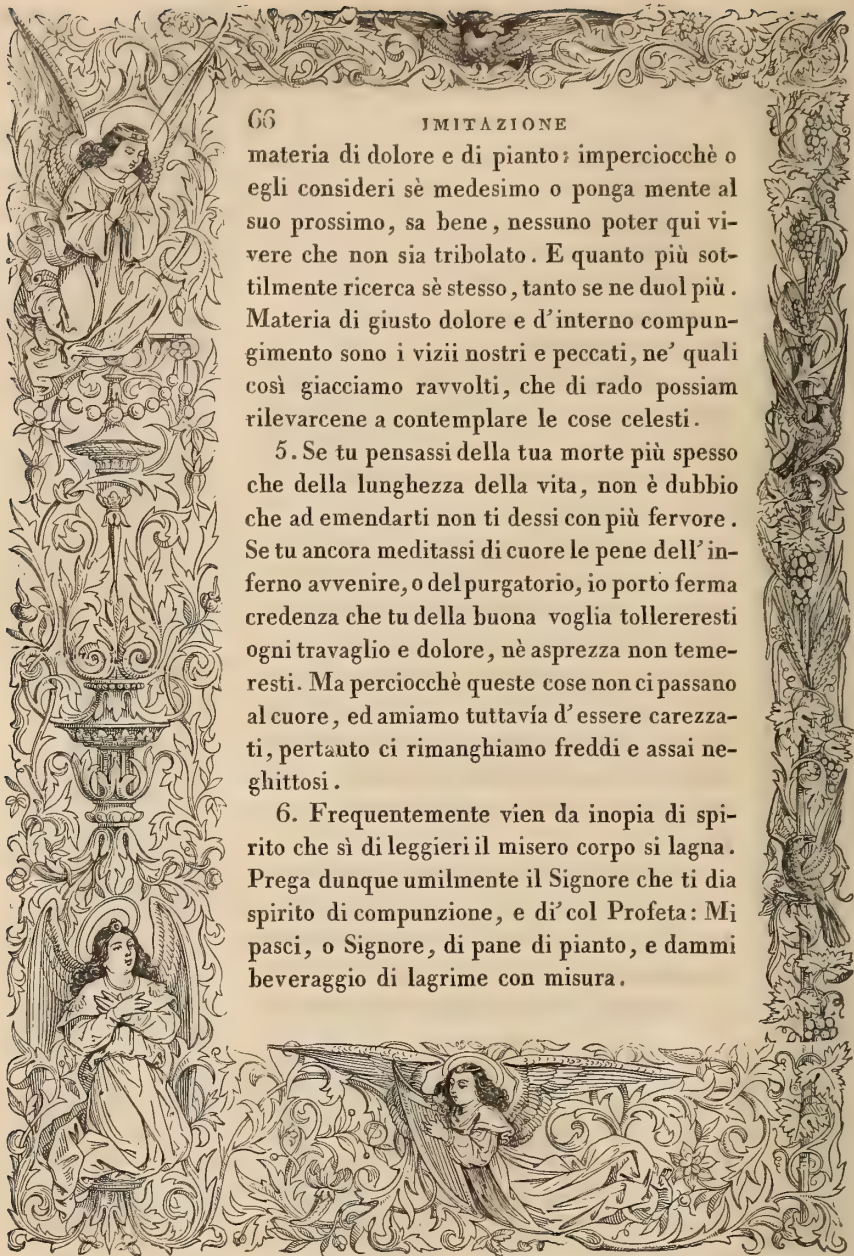 66 IMITAZIONE
materia di dolore e di pianto; imperciocchè o
egli consideri sè medesimo o ponga mente al
suo prossimo, sa bene, nessuno poter qui vi-
vere che non sia tribolato. E quanto più sot-
tilmente ricerca sè stesso, tanto se ne duol più.
Materia di giusto dolore e d'interno compun-
gimento sono i vizii nostri e peccati, ne' quali
così giacciamo ravvolti, che di rado possiam
rilevarcene a contemplare le cose celesti.
5. Se tu pensassi della tua morte più spesso
che della lunghezza della vita, non è dubbio
che ad emendarti non ti dessi con più fervore.
Se tu ancora meditassi di cuore le pene dell'in-
ferno avvenire, o del purgatorio, io porto ferma
credenza che tu della buona voglia tollereresti
ogni travaglio e dolore, nè asprezza non teme-
resti. Ma perciocchè queste cose non ci passano
al cuore, ed amiamo tuttavía d'essere carezza-
ti, pertanto ci rimanghiamo freddi e assai ne-
ghittosi.
6. Frequentemente vien da inopia di spi-
rito che sì di leggieri il misero corpo si lagna.
Prega dunque umilmente il Signore che ti dia
spirito di compunzione, e di' col Profeta: Mi
pasci, o Signore, di pane di pianto, e dammi
beveraggio di lagrime con misura.